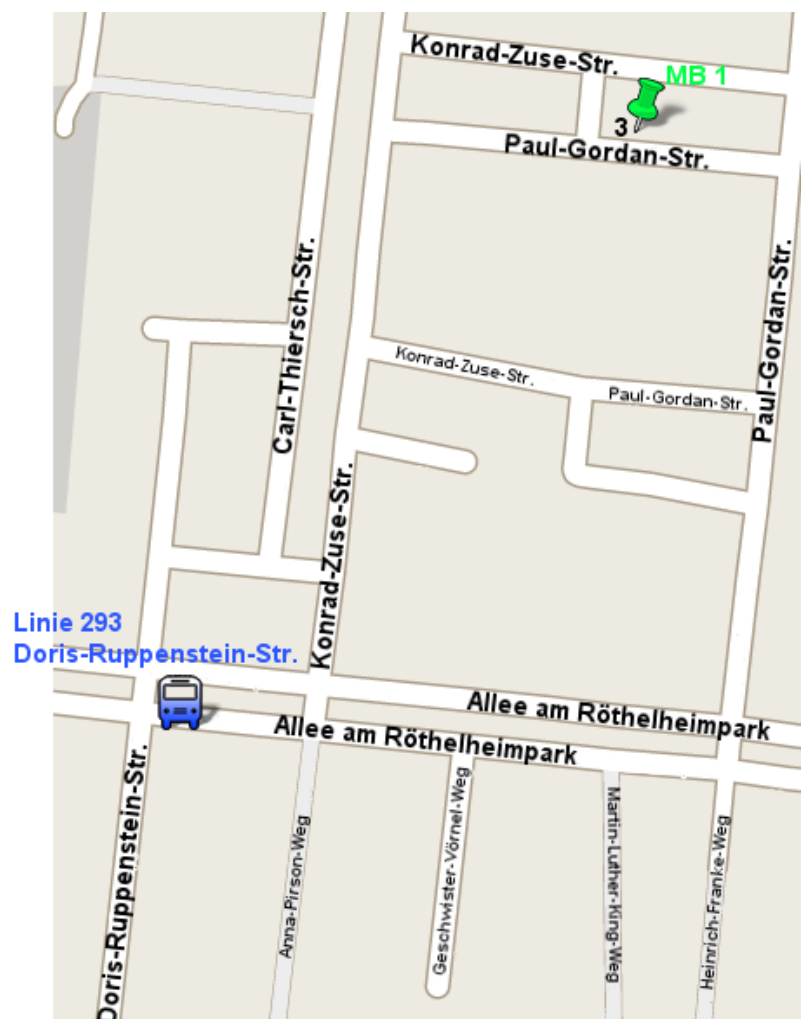 Konrad-Zuse-Str.
MB 1
3
Paul-Gordan-Str.
Carl-Thiersch-Str.
Paul-Gordan-Str.
Konrad-Zuse-Str.
Paul-Gordan-Str.
Konrad-Zuse-Str.
Linie 293
Doris-Ruppenstein-Str.
Allee am Röthelheimpark
Allee am Röthelheimpark
Doris-Ruppenstein-Str.
Anna-Pirson-Weg
Geschwister-Vörnel-Weg
Martin-Luther-King-Weg
Heinrich-Franke-Weg